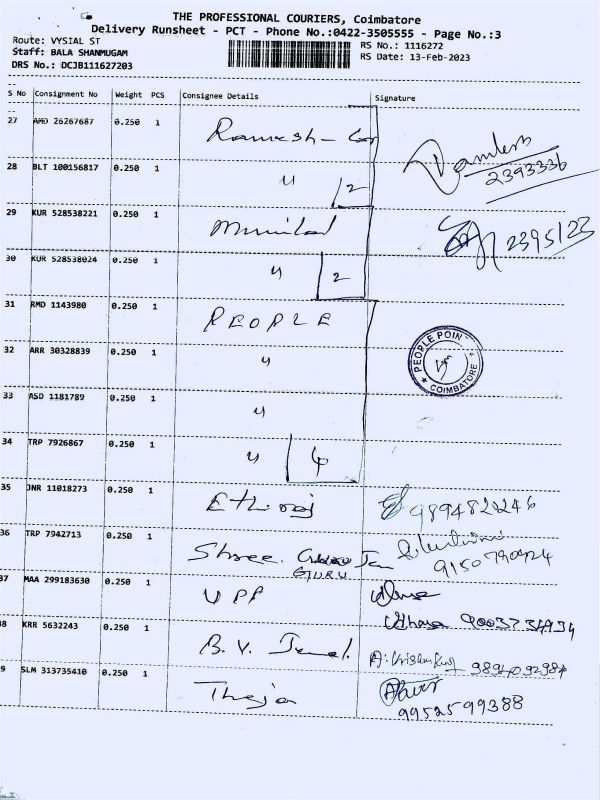 THE PROFESSIONAL COURIERS, Coimbatore
Delivery Runsheet - PCT - Phone No.:0422-3505555 - Page No.:3
Route: VYSIAL ST
RS No.: 1116272
Staff: BALA SHANMUGAM
RS Date: 13-Feb-2023
DRS No.: DCJB111627203
S No Consignment No Weight PCS Consignee Details Signature
27 AMD 26267687 0.250 1 Ramesh
2393336
28 BLT 100156817 0.250 1 " 2
29 KUR 528538221 0.250 1
2395123
30 KUR 528538024 0.250 1 " 2
31 RMD 1143980 0.250 1 PEOPLE
PEOPLE POIN
COIMBATORE
32 ARR 30328839 0.250 1 "
33 ASD 1181789 0.250 1 "
34 TRP 7926867 0.250 1 " 4
35 JNR 11018273 0.250 1 Ethiraj 9894820246
36 TRP 7942713 0.250 1 Shree
GURU
9150790424
37 MAA 299183630 0.250 1 UPP
38 KRR 5632243 0.250 1 B. V. 9003734934
39 SLM 313735410 0.250 1 Theja
9952599388